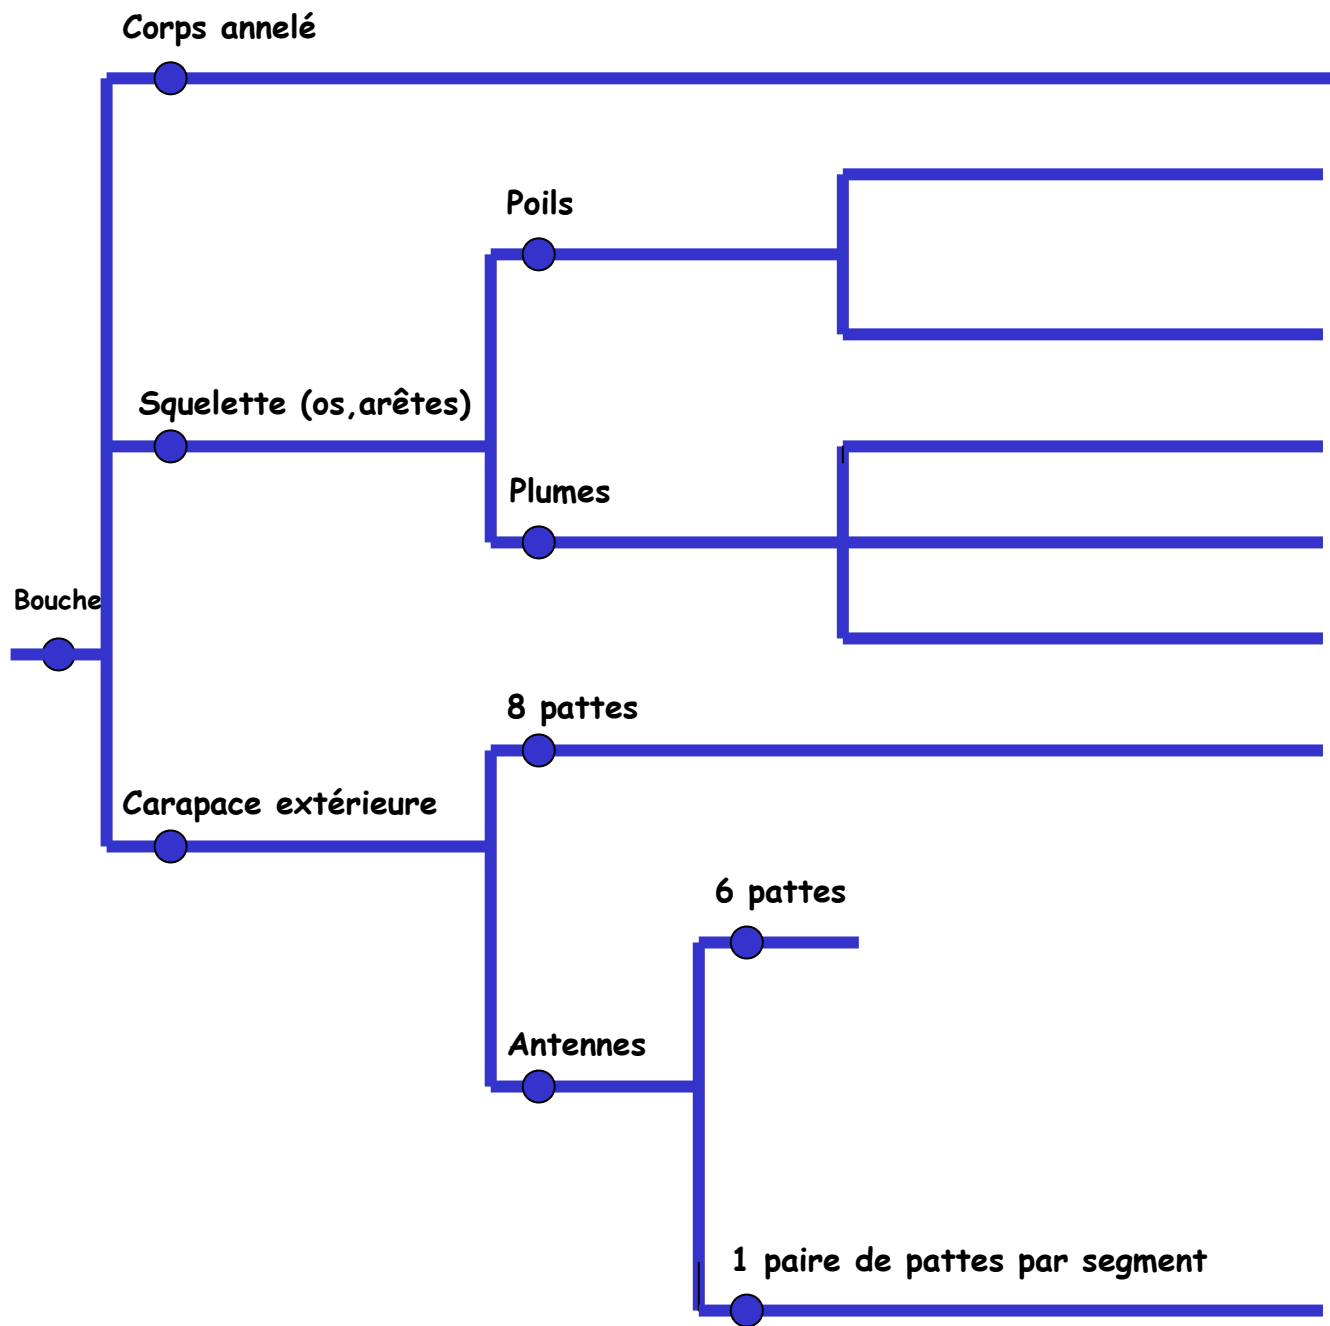 Corps annelé
Poils
Squelette (os,arêtes)
Plumes
Bouche
8 pattes
Carapace extérieure
6 pattes
Antennes
1 paire de pattes par segment